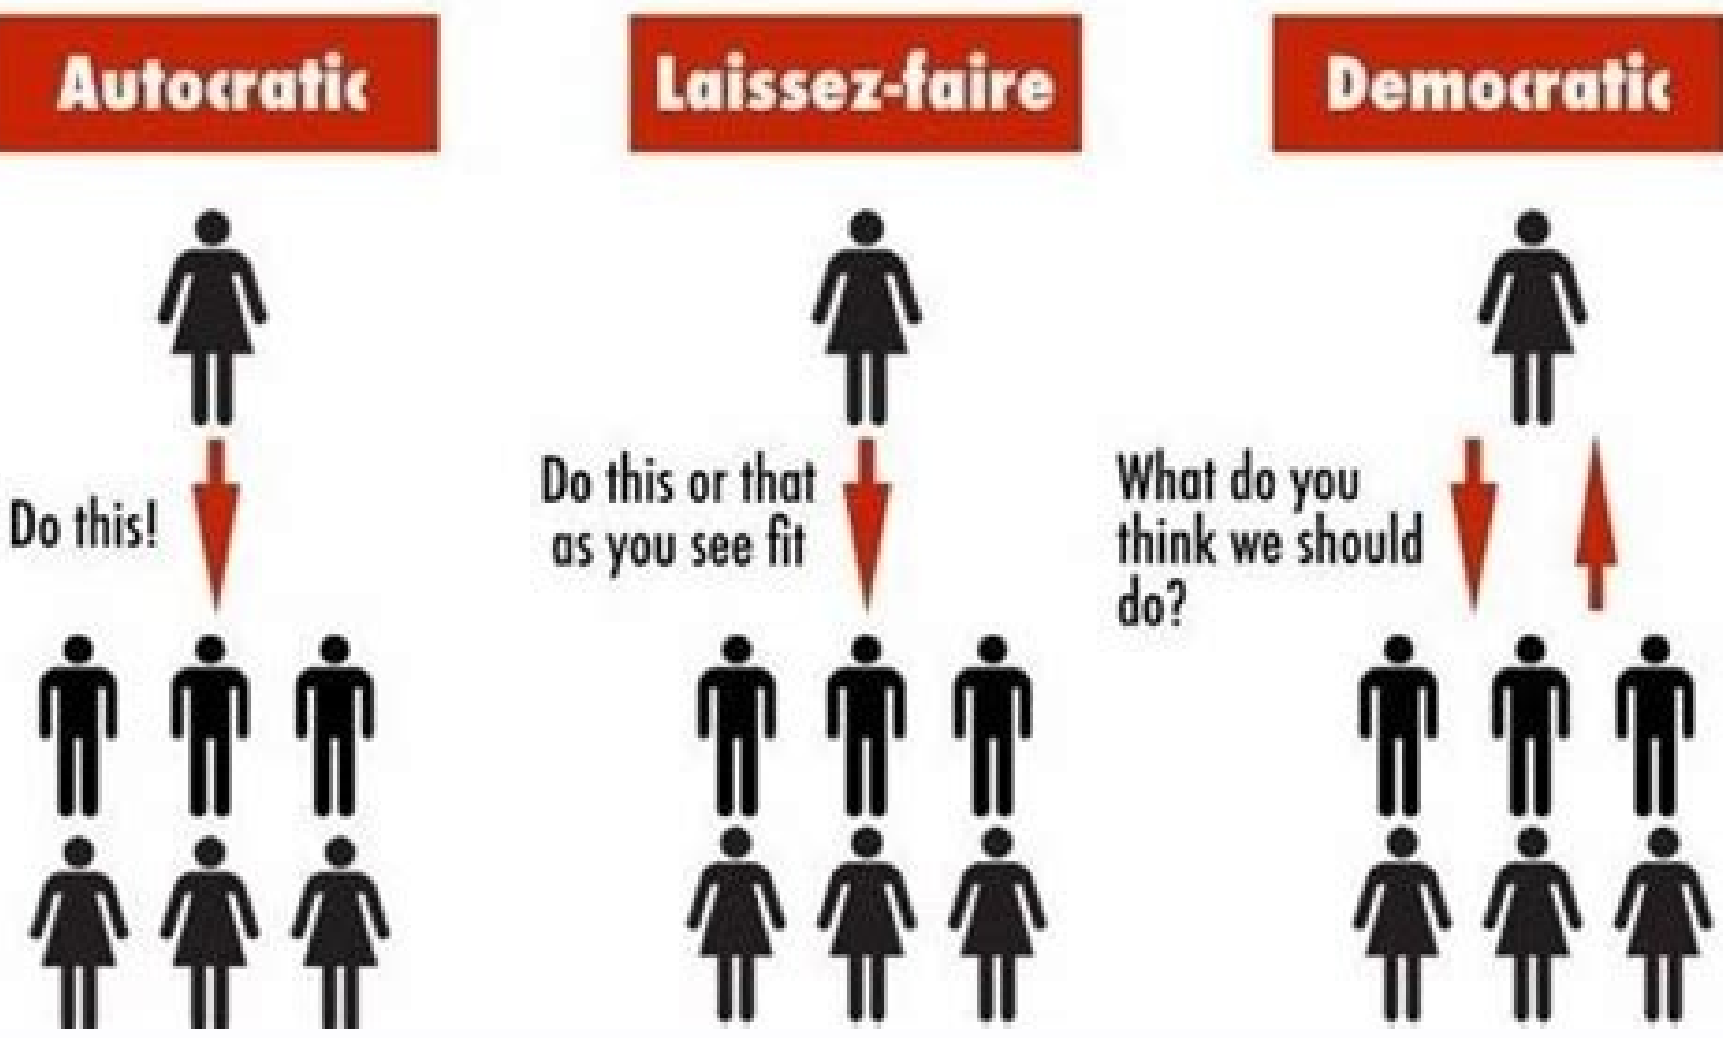 Autocratic
Laissez-faire
Democratic
Do this!
Do this or that
as you see fit
What do you
think we should
do?